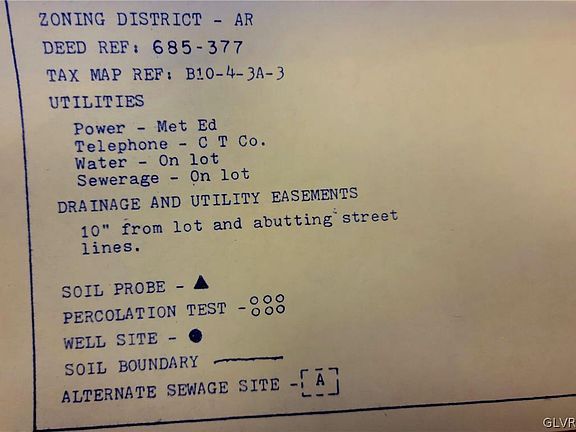 ZONING DISTRICT - AR
DEED REF: 685-377
TAX MAP REF: B10-4-3A-3
UTILITIES
Power - Met Ed
Telephone - C T Co.
Water - On lot
Sewerage - On lot
DRAINAGE AND UTILITY EASEMENTS
10" from lot and abutting street
lines.
SOIL PROBE -
PERCOLATION TEST -
WELL SITE -
SOIL BOUNDARY
ALTERNATE SEWAGE SITE - A
GLVR